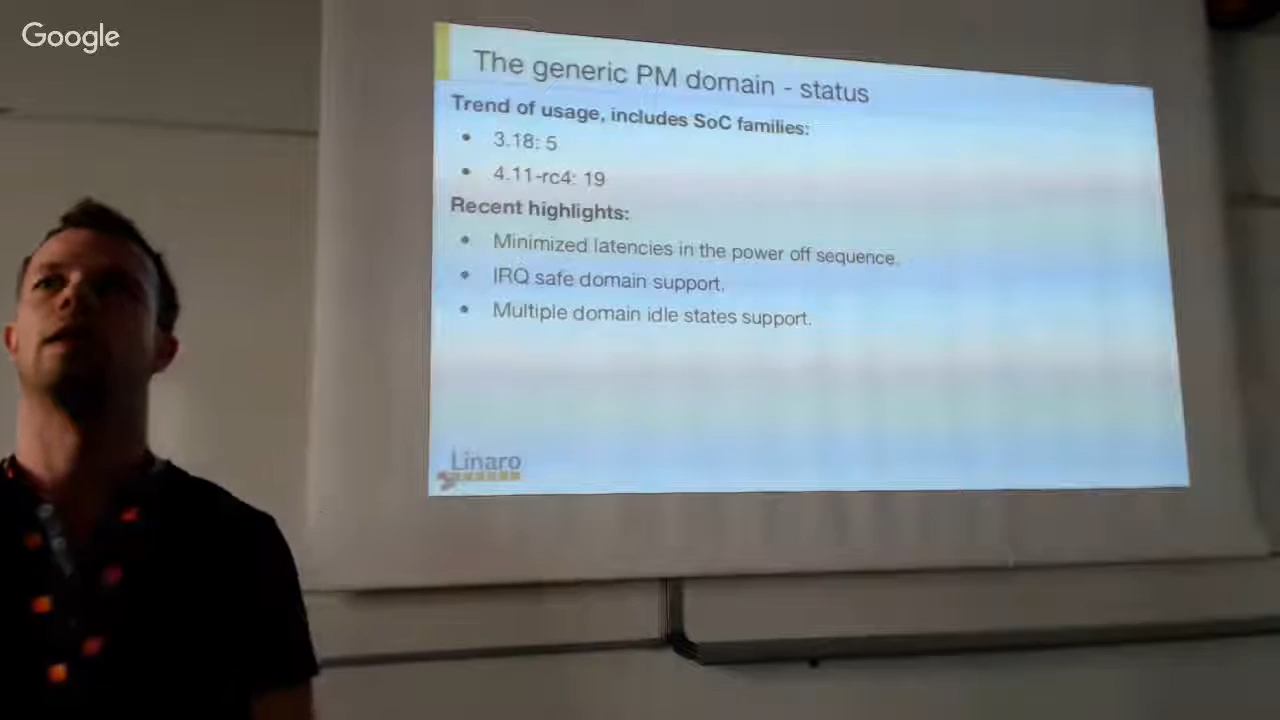 Google
The generic PM domain - status
Trend of usage, includes SoC families:
• 3.18: 5
• 4.11-rc4: 19
Recent highlights:
• Minimized latencies in the power off sequence.
• IRQ safe domain support.
• Multiple domain idle states support.
Linaro